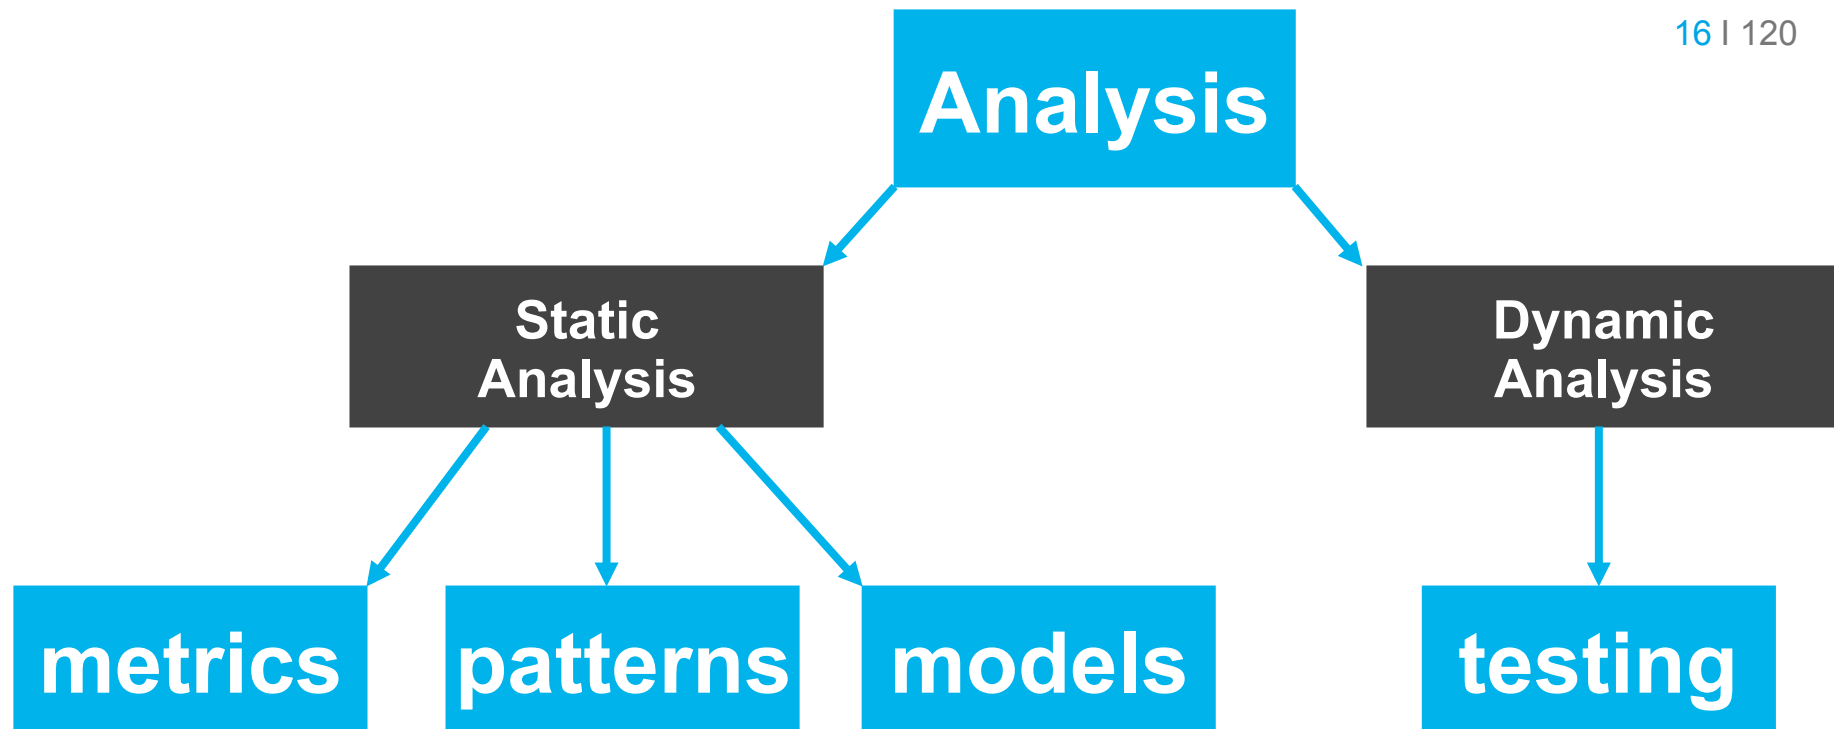 16 | 120
Analysis
Static
Analysis
Dynamic
Analysis
metrics
patterns
models
testing